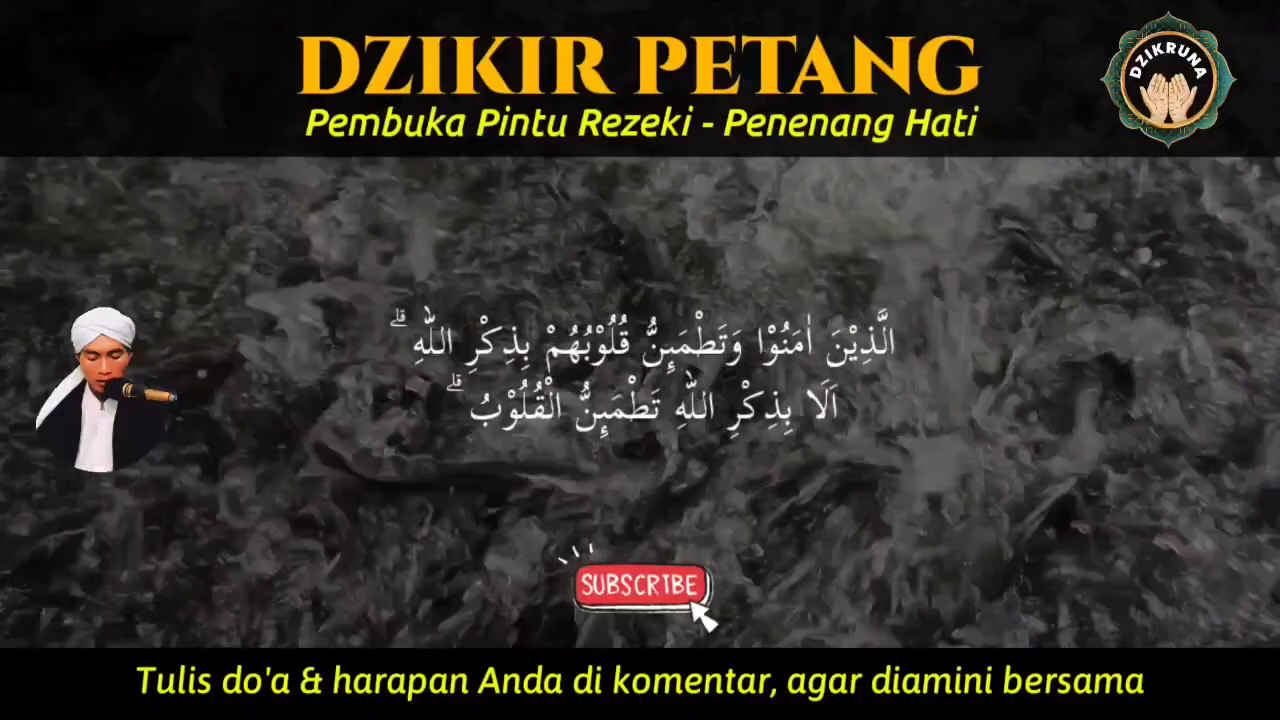 DZIKIR PETANG
Pembuka Pintu Rezeki - Penenang Hati
DZIKRUNA
الَّذِيْنَ اٰمَنُوْا وَتَطْمَىِٕنُّ قُلُوْبُهُمْ بِذِكْرِ اللّٰهِ ۗ
اَلَا بِذِكْرِ اللّٰهِ تَطْمَىِٕنُّ الْقُلُوْبُ ۗ
SUBSCRIBE
Tulis do'a & harapan Anda di komentar, agar diamini bersama